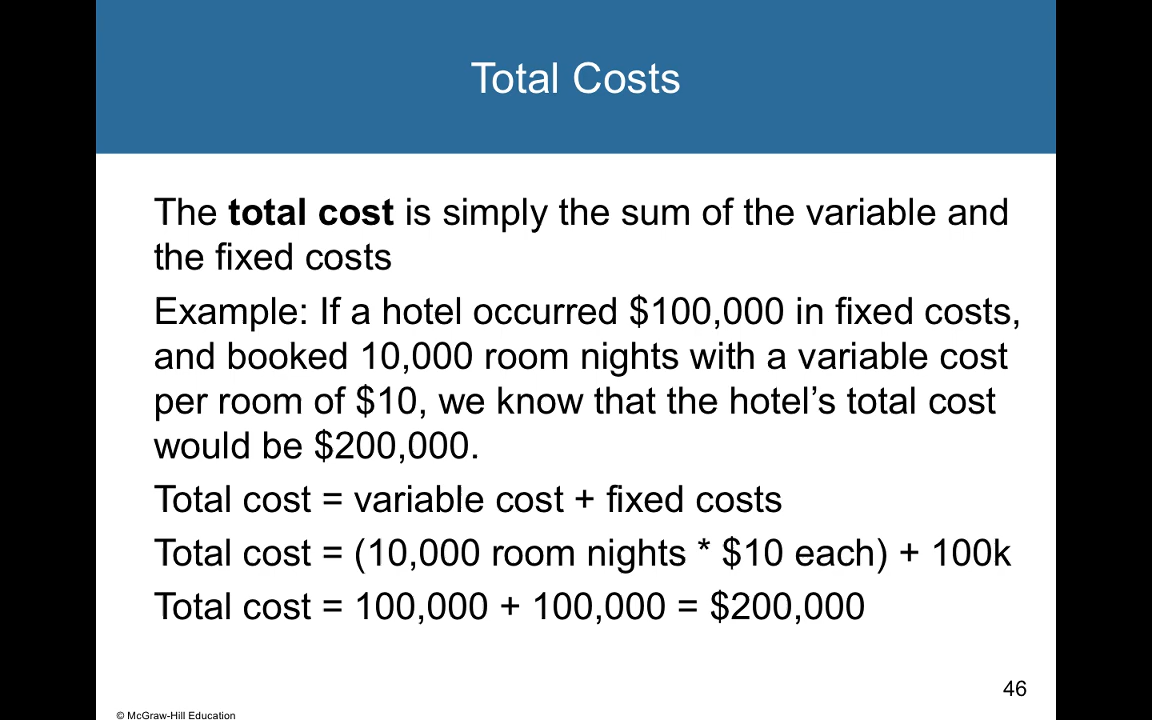 Total Costs
The total cost is simply the sum of the variable and
the fixed costs
Example: If a hotel occurred $100,000 in fixed costs,
and booked 10,000 room nights with a variable cost
per room of $10, we know that the hotel’s total cost
would be $200,000.
Total cost = variable cost + fixed costs
Total cost = (10,000 room nights * $10 each) + 100k
Total cost = 100,000 + 100,000 = $200,000
46
© McGraw-Hill Education